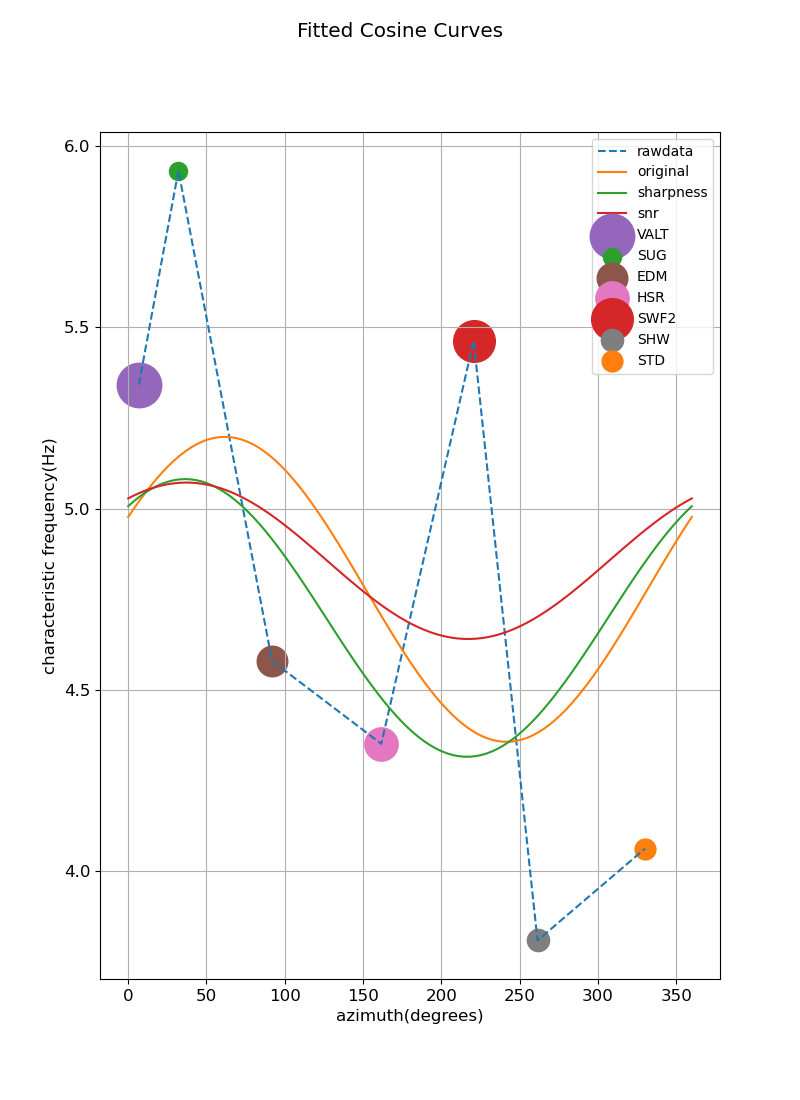 Fitted Cosine Curves
6.0
5.5
5.0
4.5
4.0
characteristic frequency(Hz)
rawdata
original
sharpness
snr
VALT
SUG
EDM
HSR
SWF2
SHW
STD
0 50 100 150 200 250 300 350
azimuth(degrees)